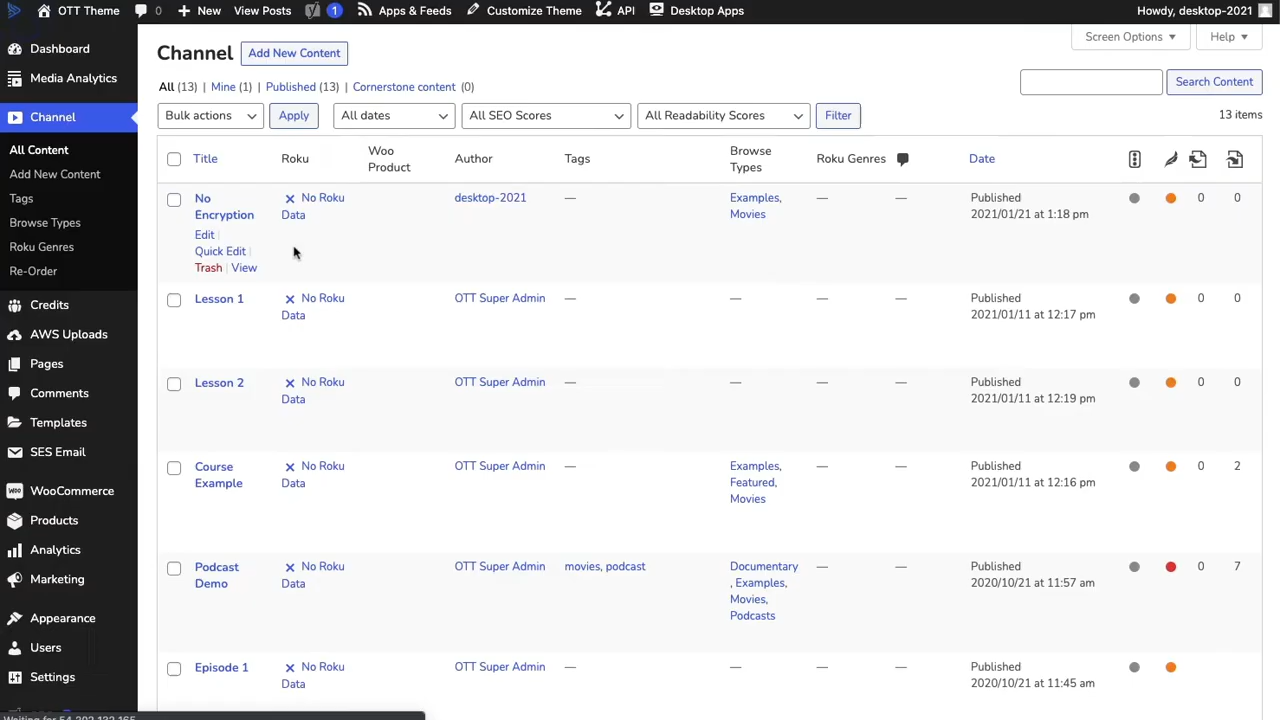 OTT Theme 0 + New View Posts 1 Apps & Feeds Customize Theme API Desktop Apps Howdy, desktop-2021
Dashboard
Media Analytics
Channel
All Content
Add New Content
Tags
Browse Types
Roku Genres
Re-Order
Credits
AWS Uploads
Pages
Comments
Templates
SES Email
WooCommerce
Products
Analytics
Marketing
Appearance
Users
Settings
Screen Options Help
Channel Add New Content
All (13) | Mine (1) | Published (13) | Cornerstone content (0)
Search Content
Bulk actions Apply All dates All SEO Scores All Readability Scores Filter
13 items
Title Roku Woo Product Author Tags Browse Types Roku Genres Date
No Encryption No Roku Data desktop-2021 — Examples, Movies — — Published 2021/01/21 at 1:18 pm 0 0
Edit |
Quick Edit |
Trash | View
Lesson 1 No Roku Data OTT Super Admin — — — — Published 2021/01/11 at 12:17 pm 0 0
Lesson 2 No Roku Data OTT Super Admin — — — — Published 2021/01/11 at 12:19 pm 0 0
Course Example No Roku Data OTT Super Admin — Examples, Featured, Movies — — Published 2021/01/11 at 12:16 pm 0 2
Podcast Demo No Roku Data OTT Super Admin movies, podcast Documentary, Examples, Movies, Podcasts — — Published 2020/10/21 at 11:57 am 0 7
Episode 1 No Roku Data OTT Super Admin — — — — Published 2020/10/21 at 11:45 am